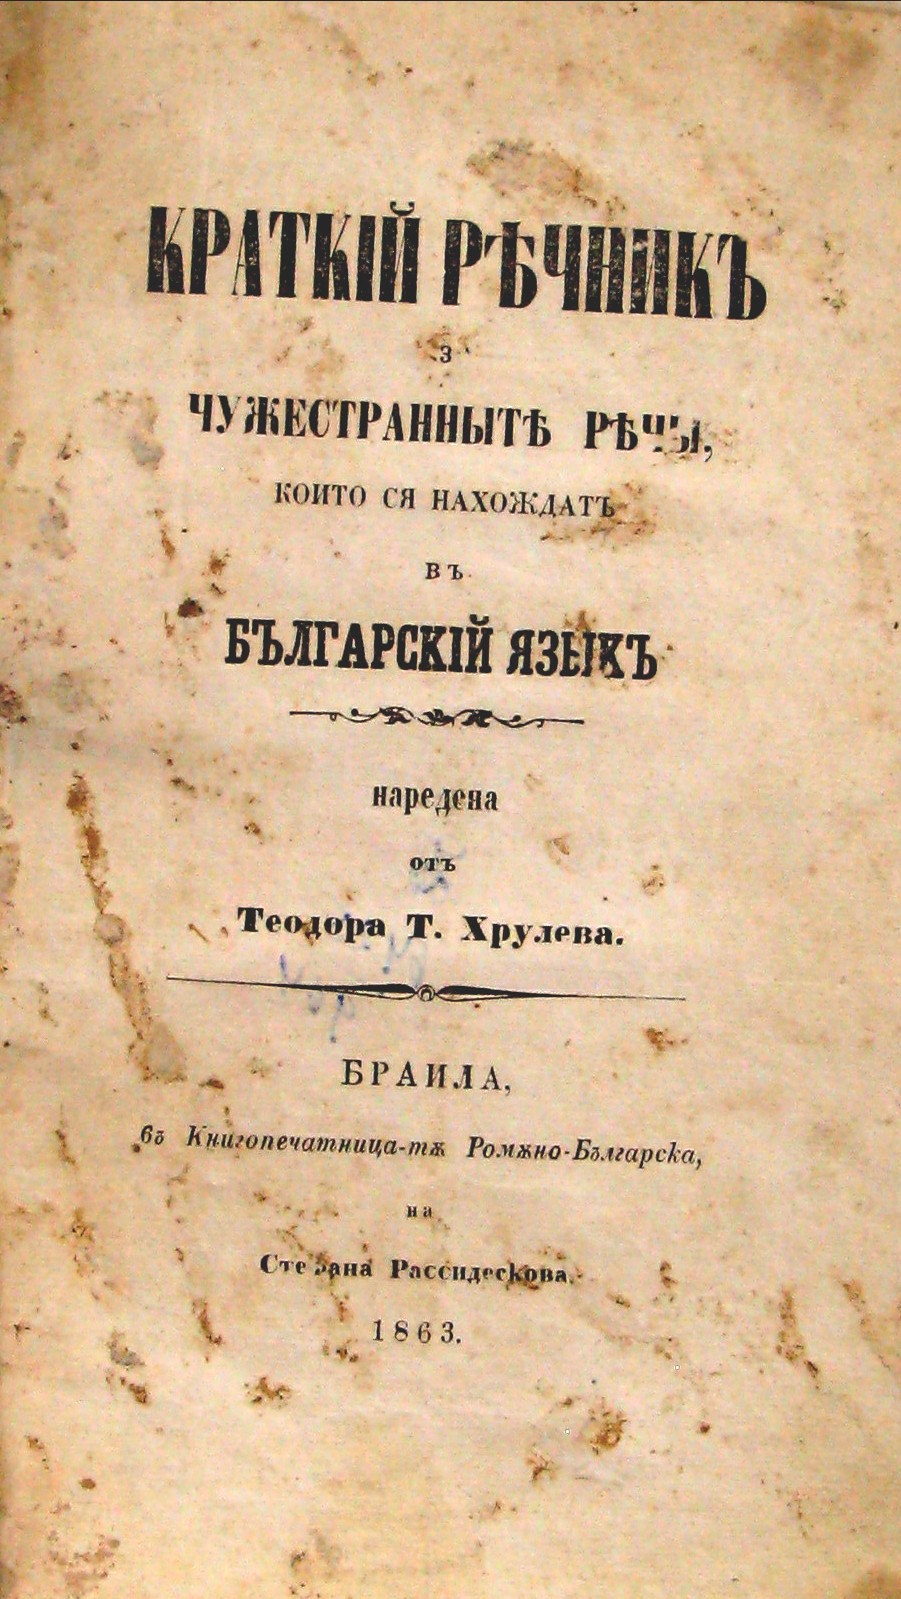 КРАТКІЙ РѢЧНИКЪ
З
ЧУЖЕСТРАННЫТѢ РѢЧЫ,
КОИТО СЯ НАХОЖДАТЪ
ВЪ
БЪЛГАРСКІЙ ЯЗЫКЪ
наредена
отъ
Теодора Т. Хрулева.
БРАИЛА,
въ Книгопечатница-тѫ Ромѫно-Българска,
на
Рассидескова.
1863.